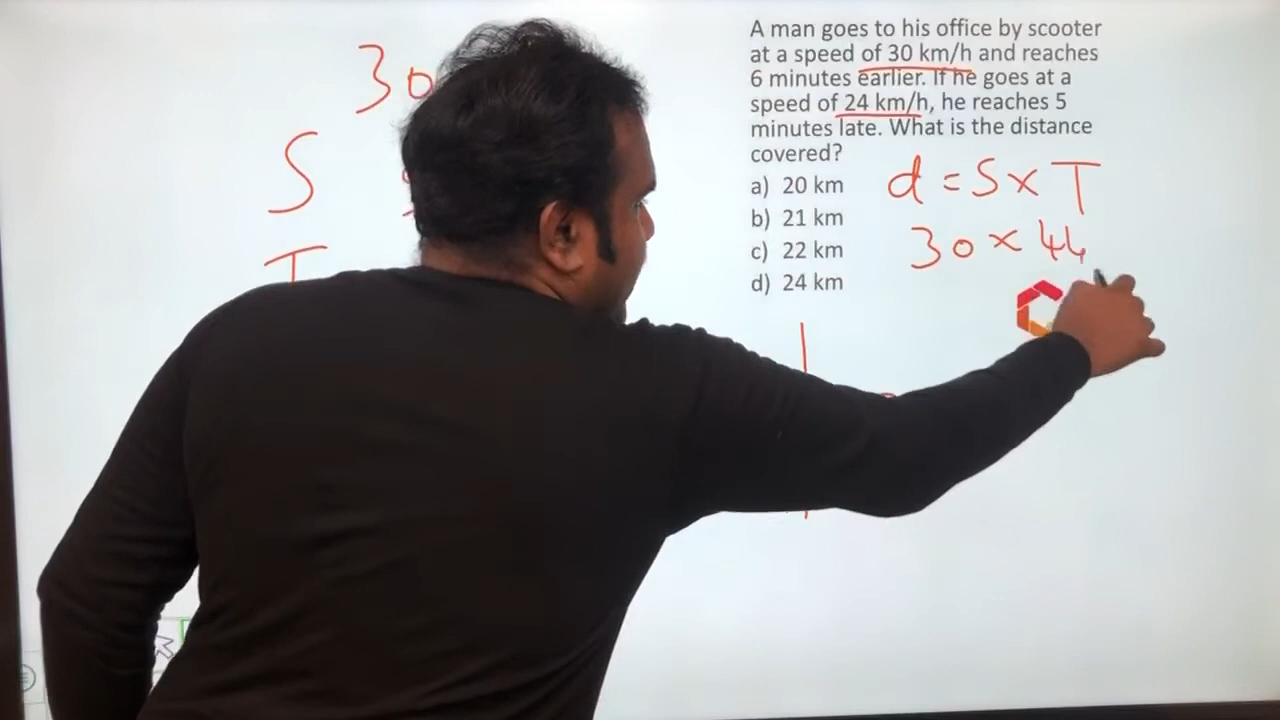 A man goes to his office by scooter
at a speed of 30 km/h and reaches
6 minutes earlier. If he goes at a
speed of 24 km/h, he reaches 5
minutes late. What is the distance
covered?
a) 20 km
b) 21 km
c) 22 km
d) 24 km
30
S
T
d = S x T
30 x 44